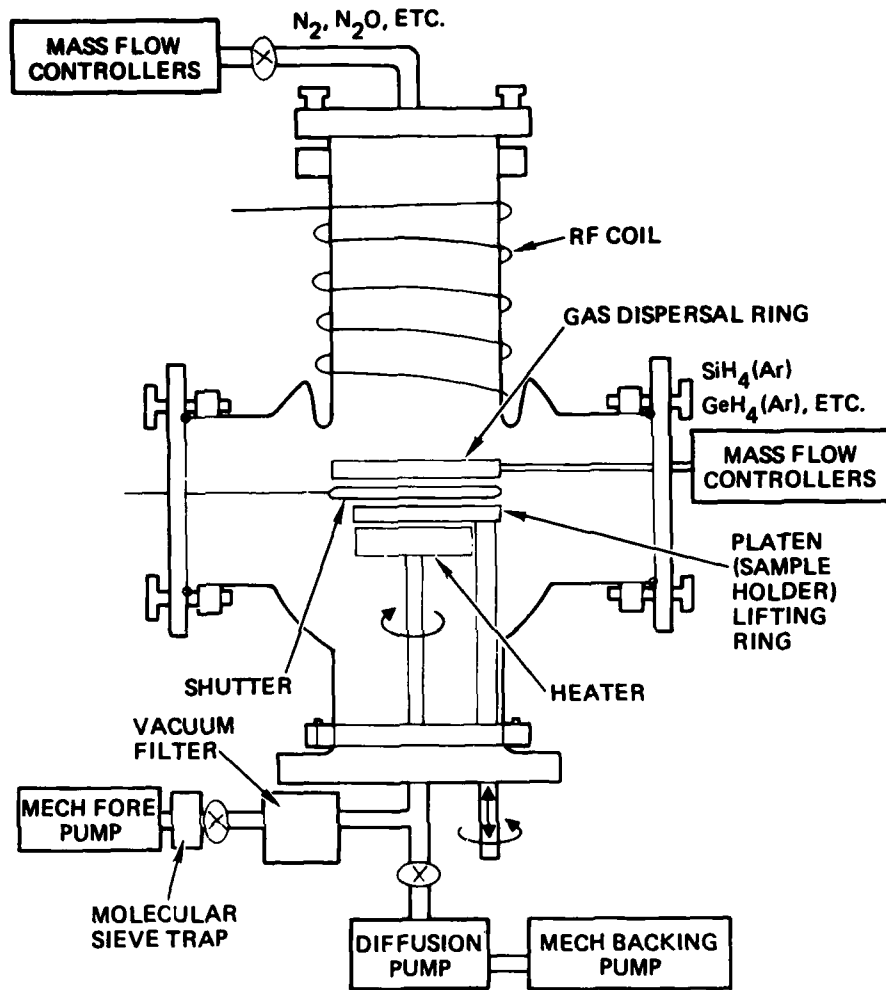 N₂, N₂O, ETC.
MASS FLOW
CONTROLLERS
RF COIL
GAS DISPERSAL RING
SiH₄(Ar)
GeH₄(Ar), ETC.
MASS FLOW
CONTROLLERS
PLATEN
(SAMPLE
HOLDER)
LIFTING
RING
SHUTTER
HEATER
VACUUM
FILTER
MECH FORE
PUMP
MOLECULAR
SIEVE TRAP
DIFFUSION
PUMP
MECH BACKING
PUMP